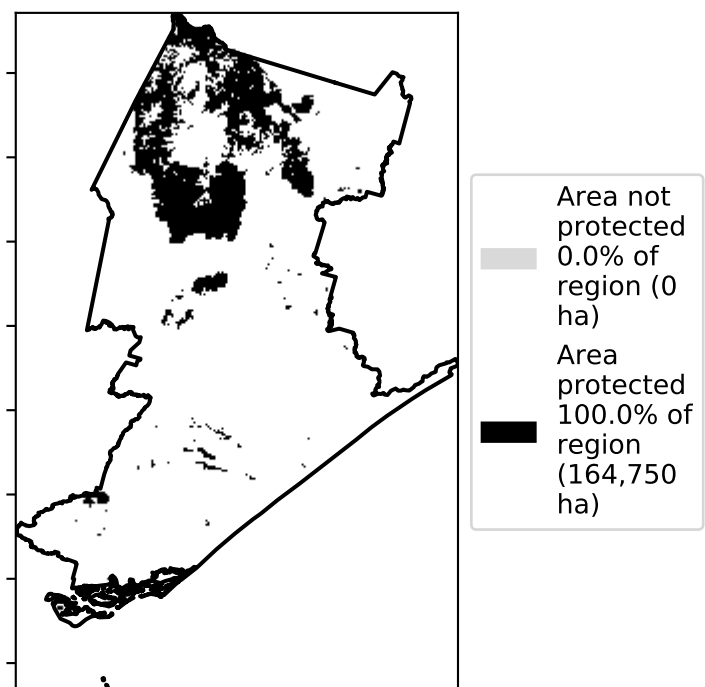 Area not
protected
0.0% of
region (0
ha)
Area
protected
100.0% of
region
(164,750
ha)